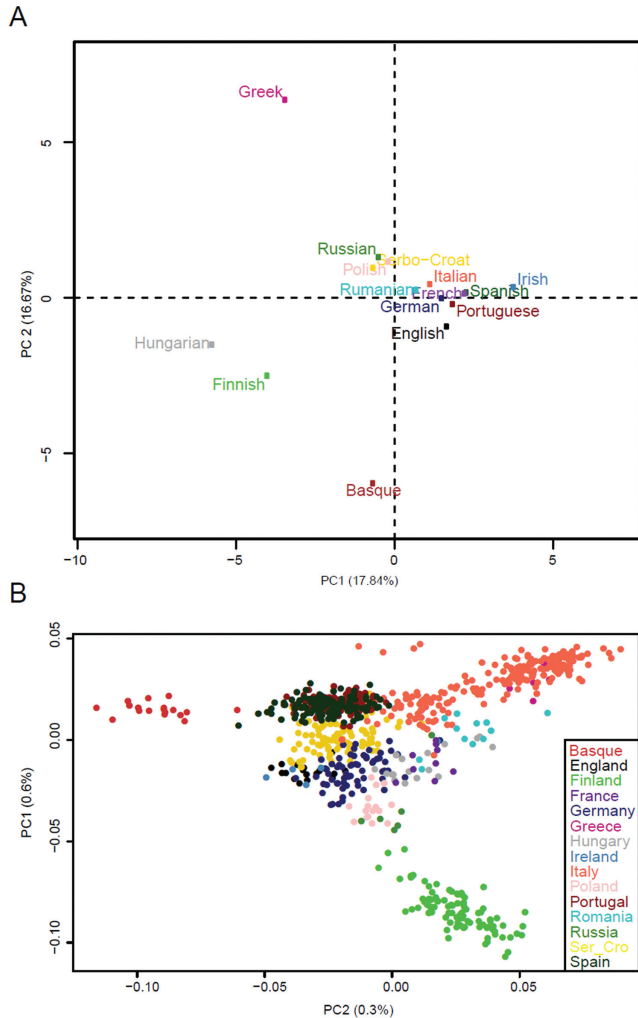 A
Greek
Russian
Serbo-Croat
Polish
Italian
Irish
Rumanian
French
Spanish
German
Portuguese
English
Hungarian
Finnish
Basque
PC 2 (16.67%)
5
0
-5
-10
-5
0
5
PC1 (17.84%)
B
PC1 (0.6%)
0.05
0.00
-0.05
-0.10
-0.10
-0.05
0.00
0.05
PC2 (0.3%)
Basque
England
Finland
France
Germany
Greece
Hungary
Ireland
Italy
Poland
Portugal
Romania
Russia
Ser_Cro
Spain